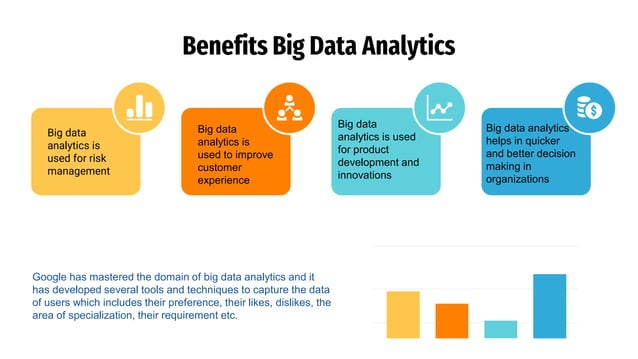 Benefits Big Data Analytics
Big data
analytics is
used for risk
management
Big data
analytics is
used to improve
customer
experience
Big data
analytics is used
for product
development and
innovations
Big data analytics
helps in quicker
and better decision
making in
organizations
$
Google has mastered the domain of big data analytics and it
has developed several tools and techniques to capture the data
of users which includes their preference, their likes, dislikes, the
area of specialization, their requirement etc.